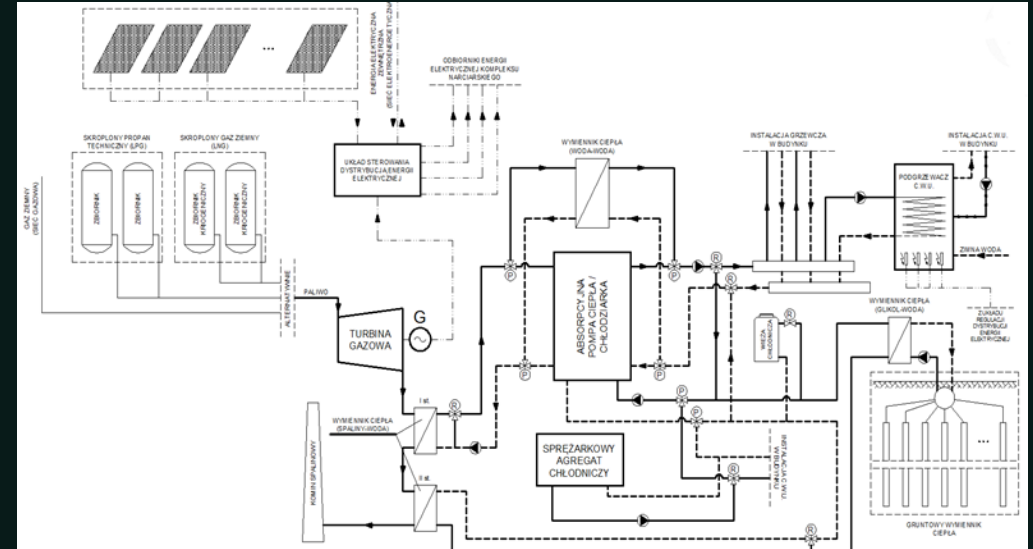 ENERGIA ELEKTRYCZNA
ZEWNĘTRZNA
(SIEĆ ELEKTROENERGETYCZNA)
ODBIORNIKI ENERGII
ELEKTRYCZNEJ KOMPLEKSU
NARCIARSKIEGO
SKROPLONY PROPAN
TECHNICZNY (LPG)
SKROPLONY GAZ ZIEMNY
(LNG)
ZBIORNIK
ZBIORNIK
ZBIORNIK
KRIOGENICZNY
ZBIORNIK
KRIOGENICZNY
GAZ ZIEMNY
(SIEĆ GAZOWA)
UKŁAD STEROWANIA
DYSTRYBUCJĄ ENERGII
ELEKTRYCZNEJ
WYMIENNIK CIEPŁA
(WODA-WODA)
INSTALACJA GRZEWCZA
W BUDYNKU
INSTALACJA C.W.U.
W BUDYNKU
PODGRZEWACZ
C.W.U.
ZIMNA WODA
ALTERNATYWNIE
PALIWO
TURBINA
GAZOWA
G
ABSORPCYJNA
POMPA CIEPŁA /
CHŁODZIARKA
P
P
R
R
R
WIEŻA
CHŁODNICZA
WYMIENNIK CIEPŁA
(GLIKOL-WODA)
Z UKŁADU
REGULACJI
DYSTRYBUCJI
ENERGII
ELEKTRYCZNEJ
P
P
P
P
R
I st.
WYMIENNIK CIEPŁA
(SPALINY-WODA)
II st.
KOMIN SPALINOWY
SPRĘŻARKOWY
AGREGAT
CHŁODNICZY
R
R
W BUDYNKU
GRUNTOWY WYMIENNIK
CIEPŁA